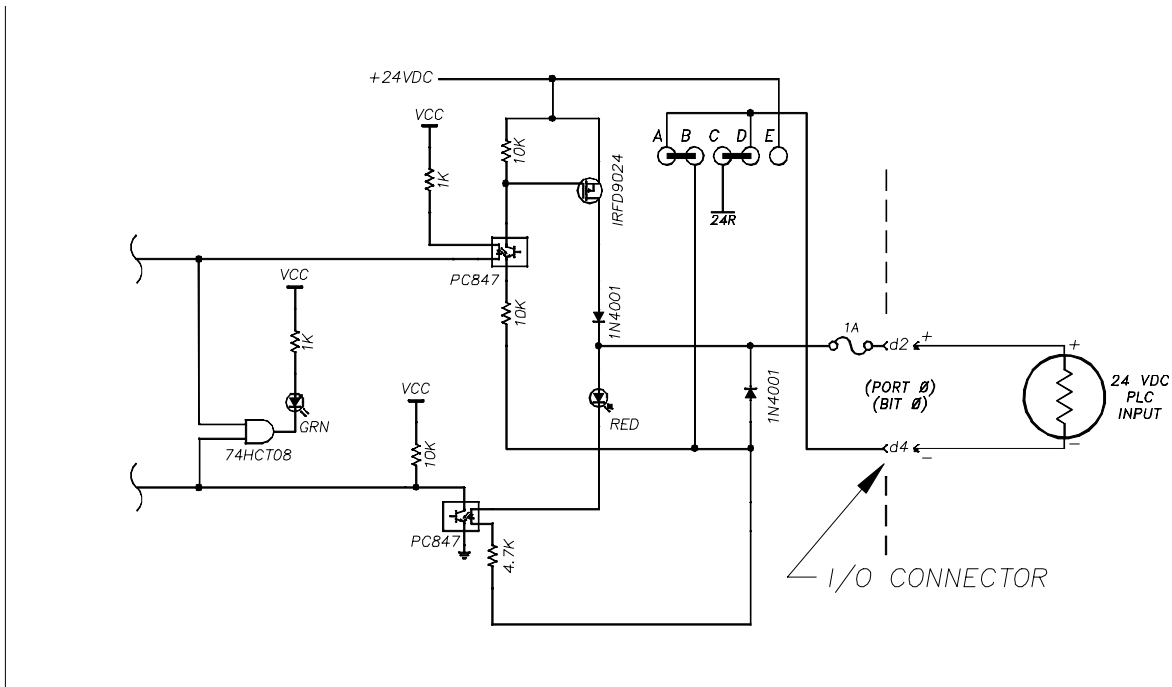 +24VDC
VCC
A B C D E
10K
1K
IRFD9024
24R
PC847
VCC
10K
1N4001
1K
1A
d2 +
+
1N4001
24 VDC
PLC
INPUT
(PORT Ø)
(BIT Ø)
VCC
GRN
RED
74HCT08
10K
d4 −
−
PC847
4.7K
I/O CONNECTOR